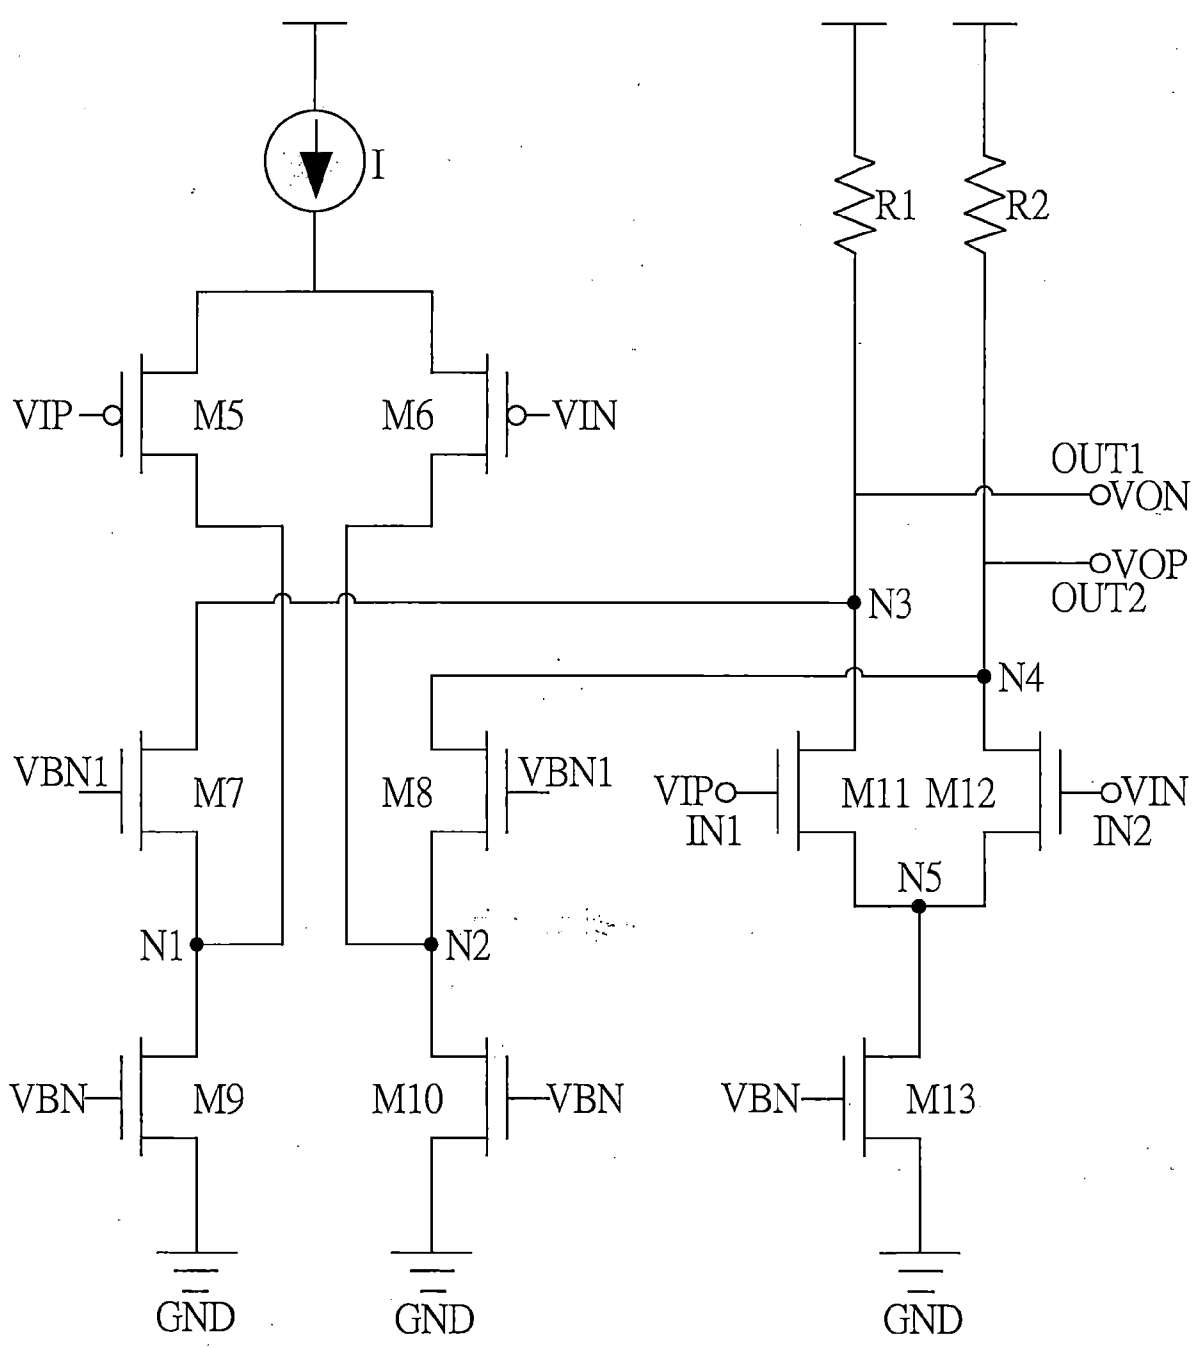 I
R1
R2
VIP
M5
M6
VIN
OUT1
VON
VOP
OUT2
N3
N4
VBN1
M7
M8
VBN1
VIP
IN1
M11
M12
VIN
IN2
N5
N1
N2
VBN
M9
M10
VBN
VBN
M13
GND
GND
GND